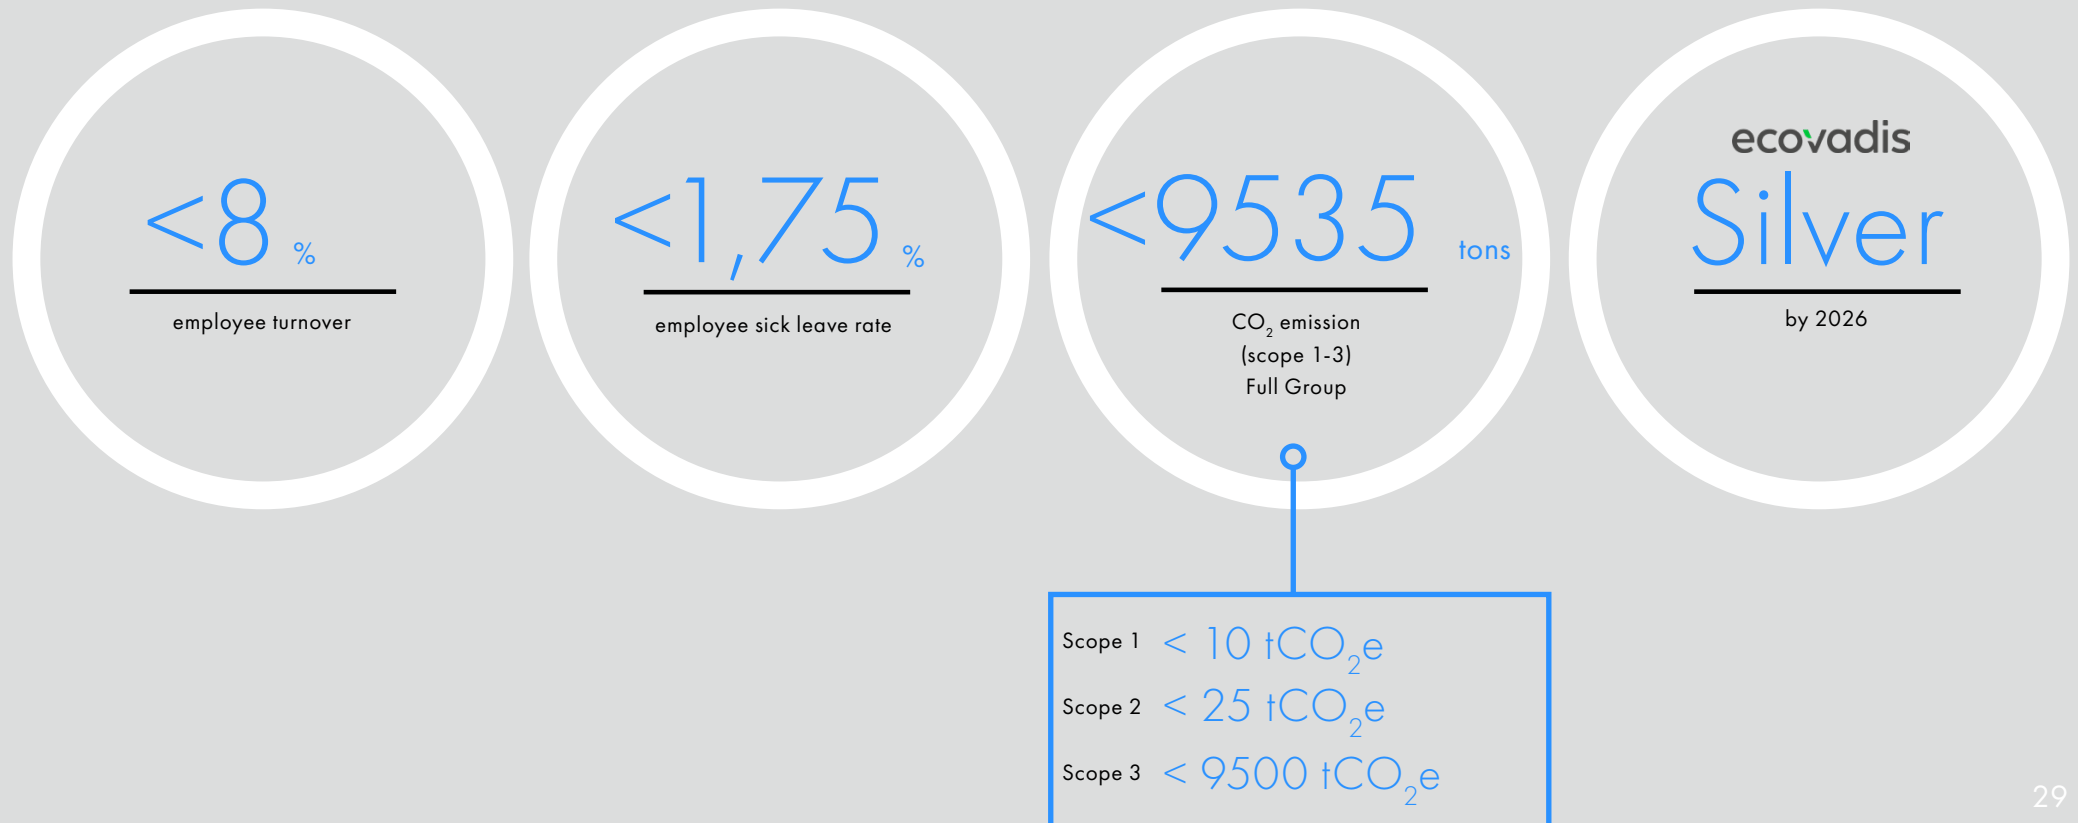 <8 %
employee turnover
<1,75 %
employee sick leave rate
<9535 tons
CO₂ emission
(scope 1-3)
Full Group
ecovadis
Silver
by 2026
Scope 1 < 10 tCO₂e
Scope 2 < 25 tCO₂e
Scope 3 < 9500 tCO₂e
29